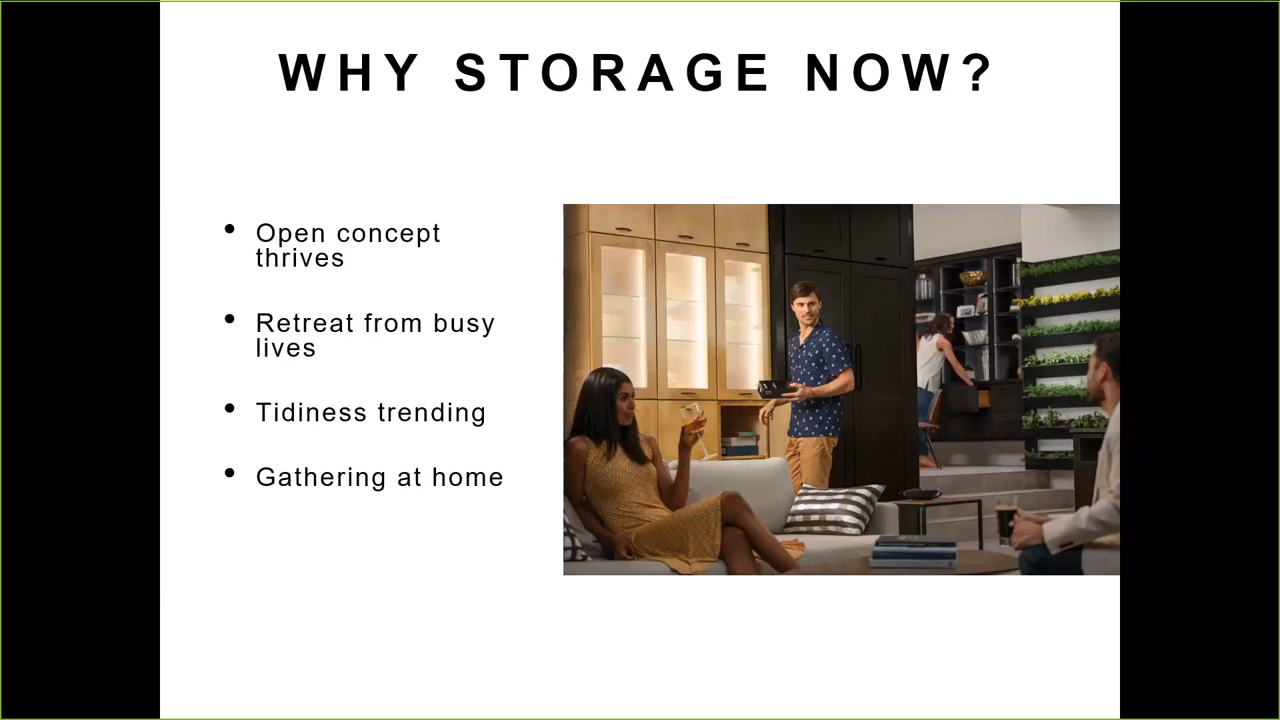 WHY STORAGE NOW?
• Open concept
thrives
• Retreat from busy
lives
• Tidiness trending
• Gathering at home